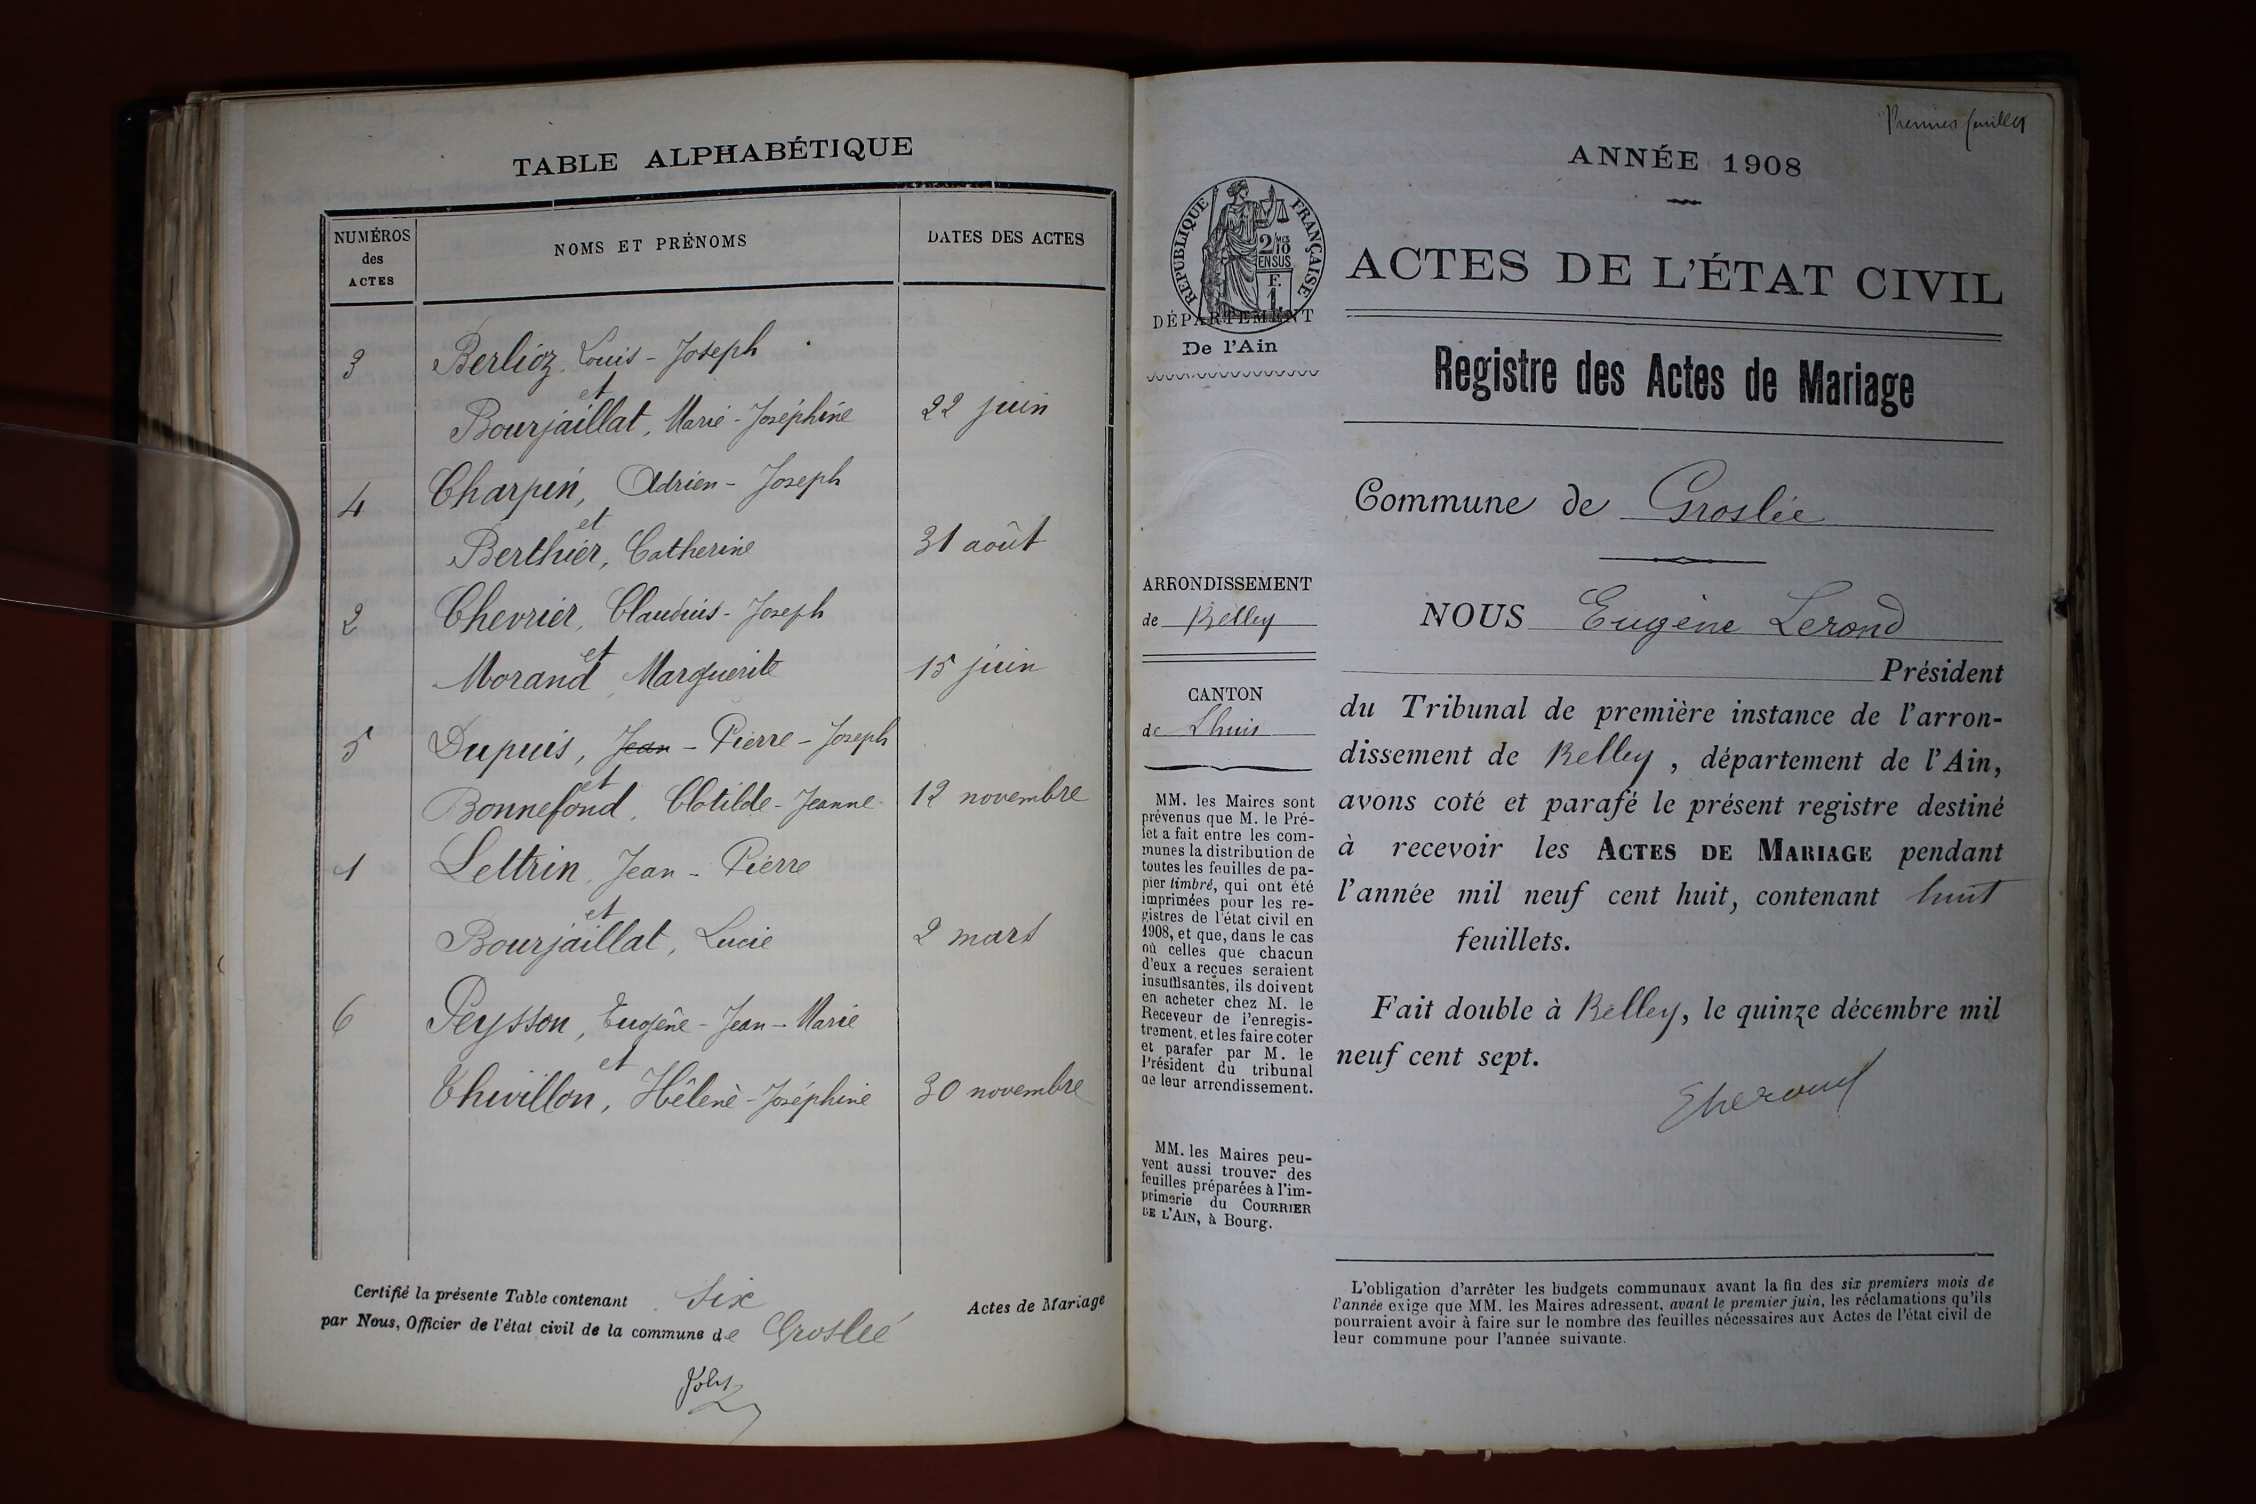 TABLE ALPHABÉTIQUE
NUMÉROS
des
ACTES
NOMS ET PRÉNOMS
DATES DES ACTES
3 Berlioz, Louis-Joseph
et
Bourjaillat, Marie-Joséphine 22 juin
4 Charpin, Adrien-Joseph
et
Berthier, Catherine 31 août
2 Chevrier, Claudius-Joseph
et
Morand, Marguerite 15 juin
5 Dupuis, Jean-Pierre-Joseph
et
Bonnefond, Clotilde-Jeanne 12 novembre
1 Lettrin, Jean-Pierre
et
Bourjaillat, Lucie 2 mars
6 Peysson, Eugène-Jean-Marie
et
Thivillon, Hélène-Joséphine 30 novembre
Certifié la présente Table contenant six Actes de Mariage
par Nous, Officier de l'état civil de la commune de Groslée
Premier feuillet
ANNÉE 1908
RÉPUBLIQUE FRANÇAISE
2/10
EN SUS
F.
1.
DÉPARTEMENT
De l'Ain
ACTES DE L'ÉTAT CIVIL
Registre des Actes de Mariage
Commune de Groslée
ARRONDISSEMENT
de Belley
CANTON
de Lhuis
MM. les Maires sont
prévenus que M. le Pré-
fet a fait entre les com-
munes la distribution de
toutes les feuilles de pa-
pier timbré, qui ont été
imprimées pour les re-
gistres de l'état civil en
1908, et que, dans le cas
où celles que chacun
d'eux a reçues seraient
insuffisantes, ils doivent
en acheter chez M. le
Receveur de l'enregis-
trement, et les faire coter
et parafer par M. le
Président du tribunal
de leur arrondissement.
MM. les Maires peu-
vent aussi trouver des
feuilles préparées à l'im-
primerie du COURRIER
DE L'AIN, à Bourg.
NOUS Eugène Lerond
Président
du Tribunal de première instance de l'arron-
dissement de Belley, département de l'Ain,
avons coté et parafé le présent registre destiné
à recevoir les ACTES DE MARIAGE pendant
l'année mil neuf cent huit, contenant huit
feuillets.
Fait double à Belley, le quinze décembre mil
neuf cent sept.
L'obligation d'arrêter les budgets communaux avant la fin des six premiers mois de
l'année exige que MM. les Maires adressent, avant le premier juin, les réclamations qu'ils
pourraient avoir à faire sur le nombre des feuilles nécessaires aux Actes de l'état civil de
leur commune pour l'année suivante.